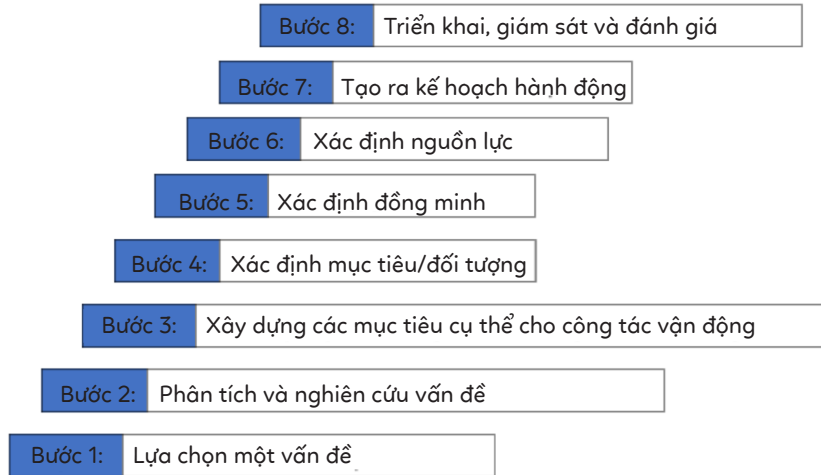 Bước 8: Triển khai, giám sát và đánh giá
Bước 7: Tạo ra kế hoạch hành động
Bước 6: Xác định nguồn lực
Bước 5: Xác định đồng minh
Bước 4: Xác định mục tiêu/đối tượng
Bước 3: Xây dựng các mục tiêu cụ thể cho công tác vận động
Bước 2: Phân tích và nghiên cứu vấn đề
Bước 1: Lựa chọn một vấn đề